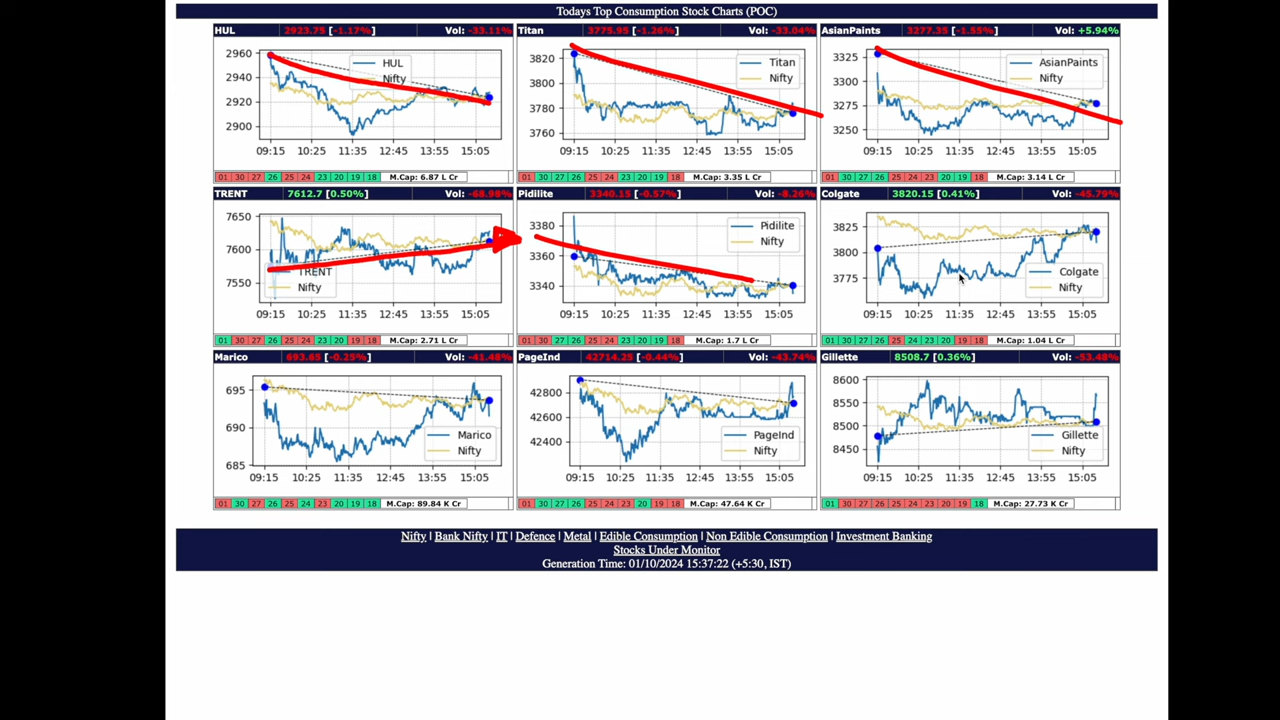 Todays Top Consumption Stock Charts (POC)
HUL 2923.75 [-1.17%] Vol: -33.11%
2960
2940
2920
2900
HUL
Nifty
09:15 10:25 11:35 12:45 13:55 15:05
01 30 27 26 25 24 23 20 19 18 M.Cap: 6.87 L Cr
Titan 3775.95 [-1.26%] Vol: -33.04%
3820
3800
3780
3760
Titan
Nifty
09:15 10:25 11:35 12:45 13:55 15:05
01 30 27 26 25 24 23 20 19 18 M.Cap: 3.35 L Cr
AsianPaints 3277.35 [-1.55%] Vol: +5.94%
3325
3300
3275
3250
AsianPaints
Nifty
09:15 10:25 11:35 12:45 13:55 15:05
01 30 27 26 25 24 23 20 19 18 M.Cap: 3.14 L Cr
TRENT 7612.7 [0.50%] Vol: -68.98%
7650
7600
7550
TRENT
Nifty
09:15 10:25 11:35 12:45 13:55 15:05
01 30 27 26 25 24 23 20 19 18 M.Cap: 2.71 L Cr
Pidilite 3340.15 [-0.57%] Vol: -8.26%
3380
3360
3340
Pidilite
Nifty
09:15 10:25 11:35 12:45 13:55 15:05
01 30 27 26 25 24 23 20 19 18 M.Cap: 1.7 L Cr
Colgate 3820.15 [0.41%] Vol: -45.79%
3825
3800
3775
Colgate
Nifty
09:15 10:25 11:35 12:45 13:55 15:05
01 30 27 26 25 24 23 20 19 18 M.Cap: 1.04 L Cr
Marico 693.65 [-0.25%] Vol: -41.48%
695
690
685
Marico
Nifty
09:15 10:25 11:35 12:45 13:55 15:05
01 30 27 26 25 24 23 20 19 18 M.Cap: 89.84 K Cr
PageInd 42714.25 [-0.44%] Vol: -43.74%
42800
42600
42400
PageInd
Nifty
09:15 10:25 11:35 12:45 13:55 15:05
01 30 27 26 25 24 23 20 19 18 M.Cap: 47.64 K Cr
Gillette 8508.7 [0.36%] Vol: -53.48%
8600
8550
8500
8450
Gillette
Nifty
09:15 10:25 11:35 12:45 13:55 15:05
01 30 27 26 25 24 23 20 19 18 M.Cap: 27.73 K Cr
Nifty | Bank Nifty | IT | Defence | Metal | Edible Consumption | Non Edible Consumption | Investment Banking
Stocks Under Monitor
Generation Time: 01/10/2024 15:37:22 (+5:30, IST)